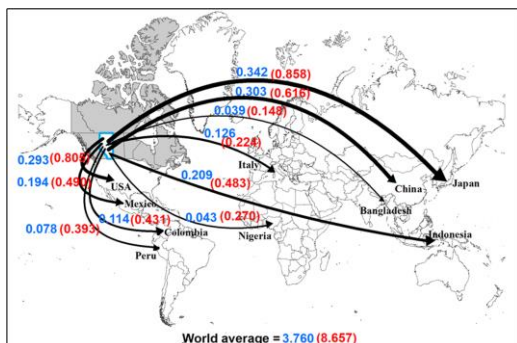 0.342 (0.858)
0.303 (0.616)
0.039 (0.148)
0.126
(0.224)
0.293 (0.805)
0.194 (0.490)
0.209
(0.483)
Italy
USA
China
Japan
Mexico
Bangladesh
0.114 (0.431)
0.043 (0.270)
0.078 (0.393)
Colombia
Nigeria
Indonesia
Peru
World average = 3.760 (8.657)